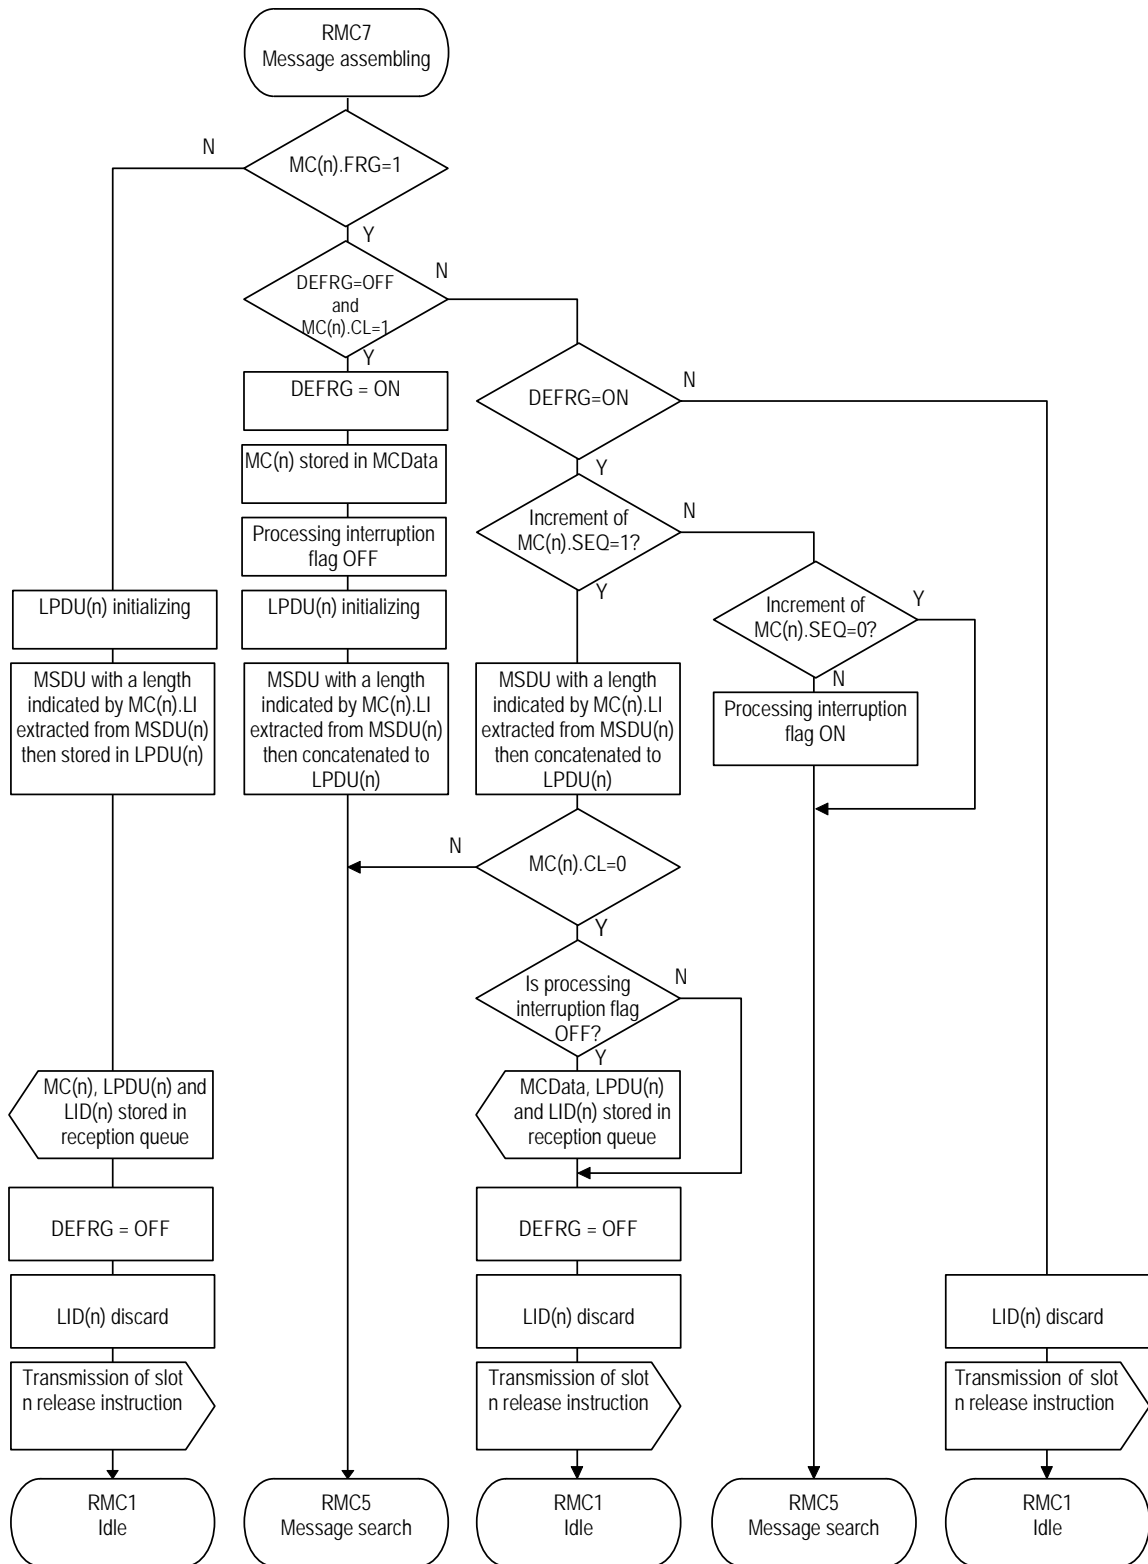 RMC7
Message assembling
N
MC(n).FRG=1
Y
DEFRG=OFF
and
MC(n).CL=1
N
Y
DEFRG = ON
DEFRG=ON
N
Y
MC(n) stored in MCData
Increment of
MC(n).SEQ=1?
N
Y
Processing interruption
flag OFF
LPDU(n) initializing
LPDU(n) initializing
Increment of
MC(n).SEQ=0?
Y
N
MSDU with a length
indicated by MC(n).LI
extracted from MSDU(n)
then stored in LPDU(n)
MSDU with a length
indicated by MC(n).LI
extracted from MSDU(n)
then concatenated to
LPDU(n)
MSDU with a length
indicated by MC(n).LI
extracted from MSDU(n)
then concatenated to
LPDU(n)
Processing interruption
flag ON
N
MC(n).CL=0
Y
Is processing
interruption flag
OFF?
N
Y
MC(n), LPDU(n) and
LID(n) stored in
reception queue
MCData, LPDU(n)
and LID(n) stored in
reception queue
DEFRG = OFF
DEFRG = OFF
LID(n) discard
LID(n) discard
LID(n) discard
Transmission of slot
n release instruction
Transmission of slot
n release instruction
Transmission of slot
n release instruction
RMC1
Idle
RMC5
Message search
RMC1
Idle
RMC5
Message search
RMC1
Idle